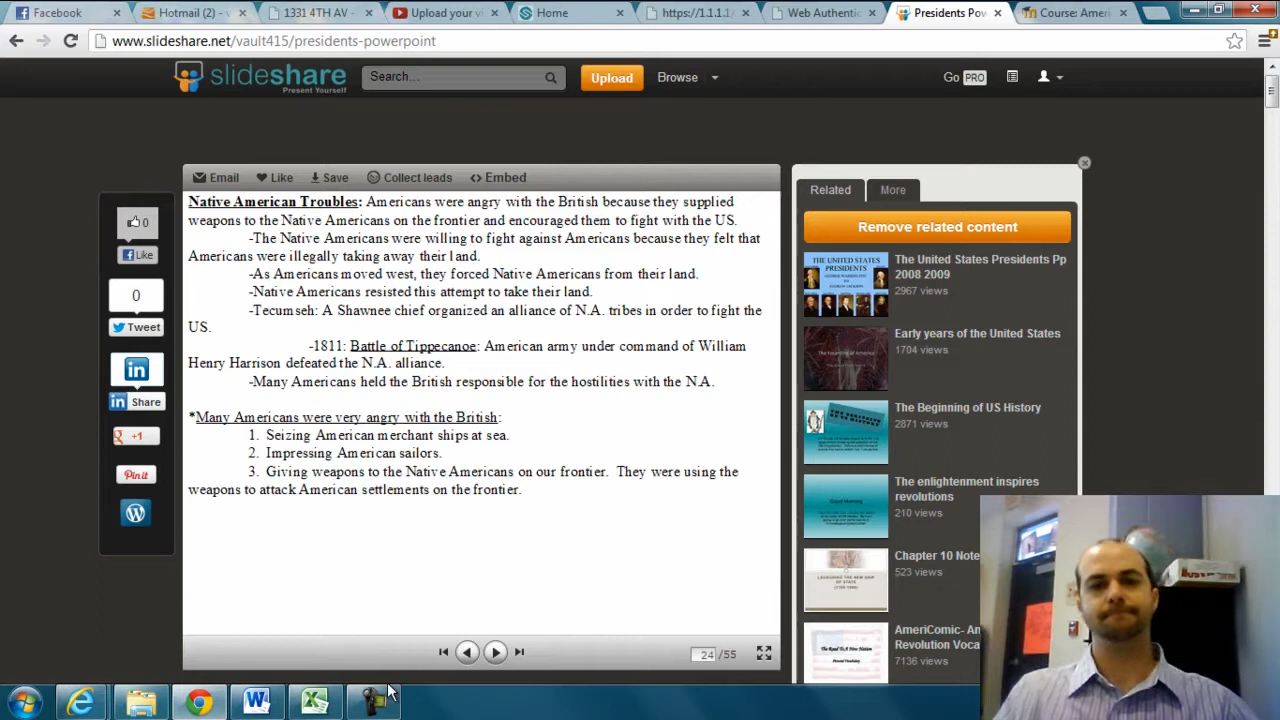 Facebook
Hotmail (2) - v
1331 4TH AV -
Upload your v
Home
https://1.1.1.1/
Web Authentic
Presidents Pow
Course: Ameri
www.slideshare.net/vault415/presidents-powerpoint
slideshare
Present Yourself
Search...
Upload
Browse
Go PRO
Email
Like
Save
Collect leads
<> Embed
Related
More
Remove related content
0
Like
0
Tweet
in
in Share
+1
Pin it
Native American Troubles: Americans were angry with the British because they supplied
weapons to the Native Americans on the frontier and encouraged them to fight with the US.
-The Native Americans were willing to fight against Americans because they felt that
Americans were illegally taking away their land.
-As Americans moved west, they forced Native Americans from their land.
-Native Americans resisted this attempt to take their land.
-Tecumseh: A Shawnee chief organized an alliance of N.A. tribes in order to fight the
US.
-1811: Battle of Tippecanoe: American army under command of William
Henry Harrison defeated the N.A. alliance.
-Many Americans held the British responsible for the hostilities with the N.A.
*Many Americans were very angry with the British:
1. Seizing American merchant ships at sea.
2. Impressing American sailors.
3. Giving weapons to the Native Americans on our frontier. They were using the
weapons to attack American settlements on the frontier.
24 /55
THE UNITED STATES PRESIDENTS
The United States Presidents Pp
2008 2009
2967 views
Early years of the United States
1704 views
The Beginning of US History
2871 views
The enlightenment inspires
revolutions
210 views
Chapter 10 Note
523 views
AmeriComic- An
Revolution Voca
7136 views